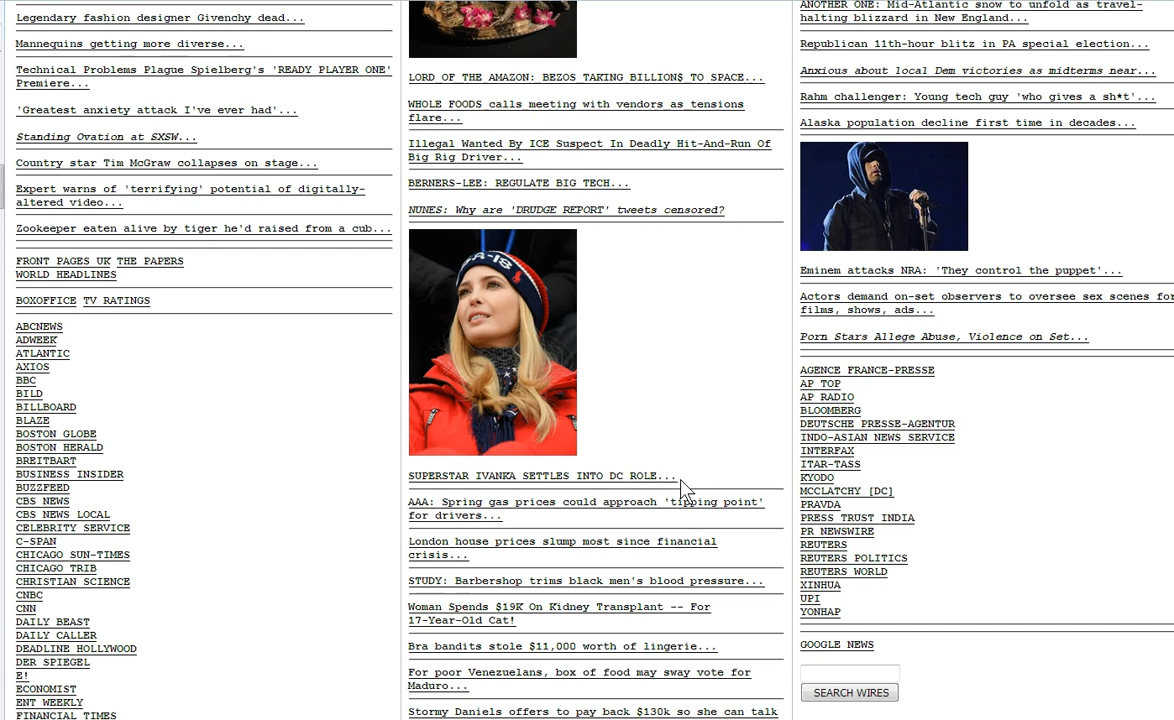 Legendary fashion designer Givenchy dead...
Mannequins getting more diverse...
Technical Problems Plague Spielberg's 'READY PLAYER ONE'
Premiere...
'Greatest anxiety attack I've ever had'...
Standing Ovation at SXSW...
Country star Tim McGraw collapses on stage...
Expert warns of 'terrifying' potential of digitally-
altered video...
Zookeeper eaten alive by tiger he'd raised from a cub...
FRONT PAGES UK THE PAPERS
WORLD HEADLINES
BOXOFFICE TV RATINGS
ABCNEWS
ADWEEK
ATLANTIC
AXIOS
BBC
BILD
BILLBOARD
BLAZE
BOSTON GLOBE
BOSTON HERALD
BREITBART
BUSINESS INSIDER
BUZZFEED
CBS NEWS
CBS NEWS LOCAL
CELEBRITY SERVICE
C-SPAN
CHICAGO SUN-TIMES
CHICAGO TRIB
CHRISTIAN SCIENCE
CNBC
CNN
DAILY BEAST
DAILY CALLER
DEADLINE HOLLYWOOD
DER SPIEGEL
E!
ECONOMIST
ENT WEEKLY
FINANCIAL TIMES
LORD OF THE AMAZON: BEZOS TAKING BILLION$ TO SPACE...
WHOLE FOODS calls meeting with vendors as tensions
flare...
Illegal Wanted By ICE Suspect In Deadly Hit-And-Run Of
Big Rig Driver...
BERNERS-LEE: REGULATE BIG TECH...
NUNES: Why are 'DRUDGE REPORT' tweets censored?
SUPERSTAR IVANKA SETTLES INTO DC ROLE...
AAA: Spring gas prices could approach 'tipping point'
for drivers...
London house prices slump most since financial
crisis...
STUDY: Barbershop trims black men's blood pressure...
Woman Spends $19K On Kidney Transplant -- For
17-Year-Old Cat!
Bra bandits stole $11,000 worth of lingerie...
For poor Venezuelans, box of food may sway vote for
Maduro...
Stormy Daniels offers to pay back $130k so she can talk
ANOTHER ONE: Mid-Atlantic snow to unfold as travel-
halting blizzard in New England...
Republican 11th-hour blitz in PA special election...
Anxious about local Dem victories as midterms near...
Rahm challenger: Young tech guy 'who gives a sh*t'...
Alaska population decline first time in decades...
Eminem attacks NRA: 'They control the puppet'...
Actors demand on-set observers to oversee sex scenes for
films, shows, ads...
Porn Stars Allege Abuse, Violence on Set...
AGENCE FRANCE-PRESSE
AP TOP
AP RADIO
BLOOMBERG
DEUTSCHE PRESSE-AGENTUR
INDO-ASIAN NEWS SERVICE
INTERFAX
ITAR-TASS
KYODO
MCCLATCHY [DC]
PRAVDA
PRESS TRUST INDIA
PR NEWSWIRE
REUTERS
REUTERS POLITICS
REUTERS WORLD
XINHUA
UPI
YONHAP
GOOGLE NEWS
SEARCH WIRES